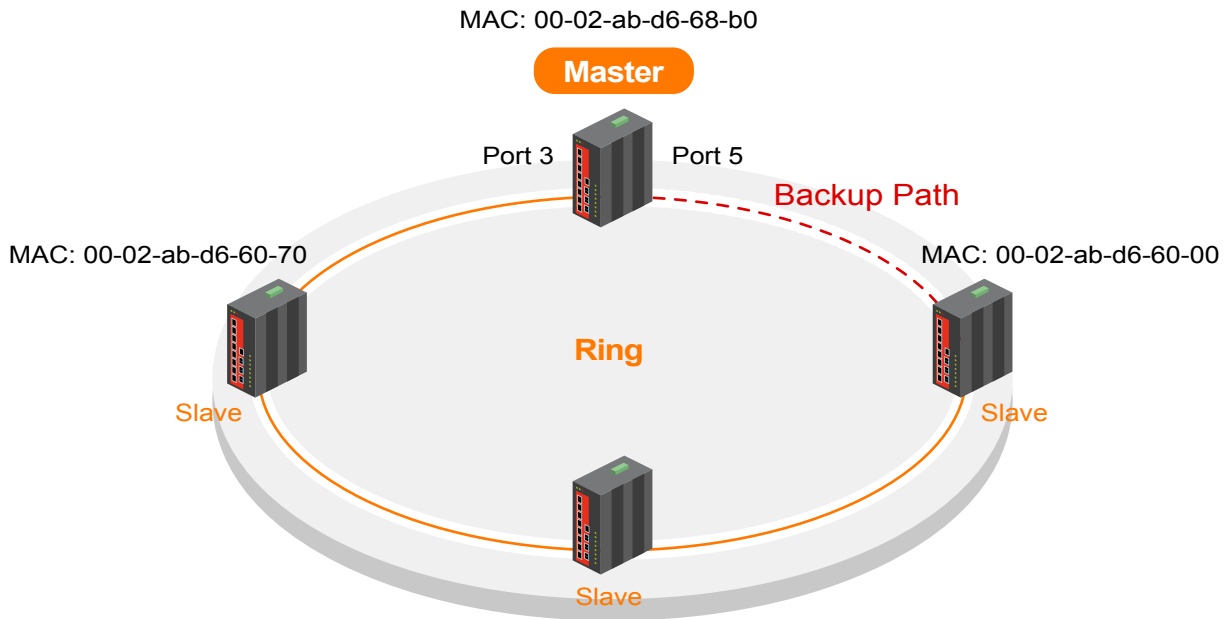 MAC: 00-02-ab-d6-68-b0
Master
Port 3
Port 5
Backup Path
MAC: 00-02-ab-d6-60-70
MAC: 00-02-ab-d6-60-00
Ring
Slave
Slave
Slave